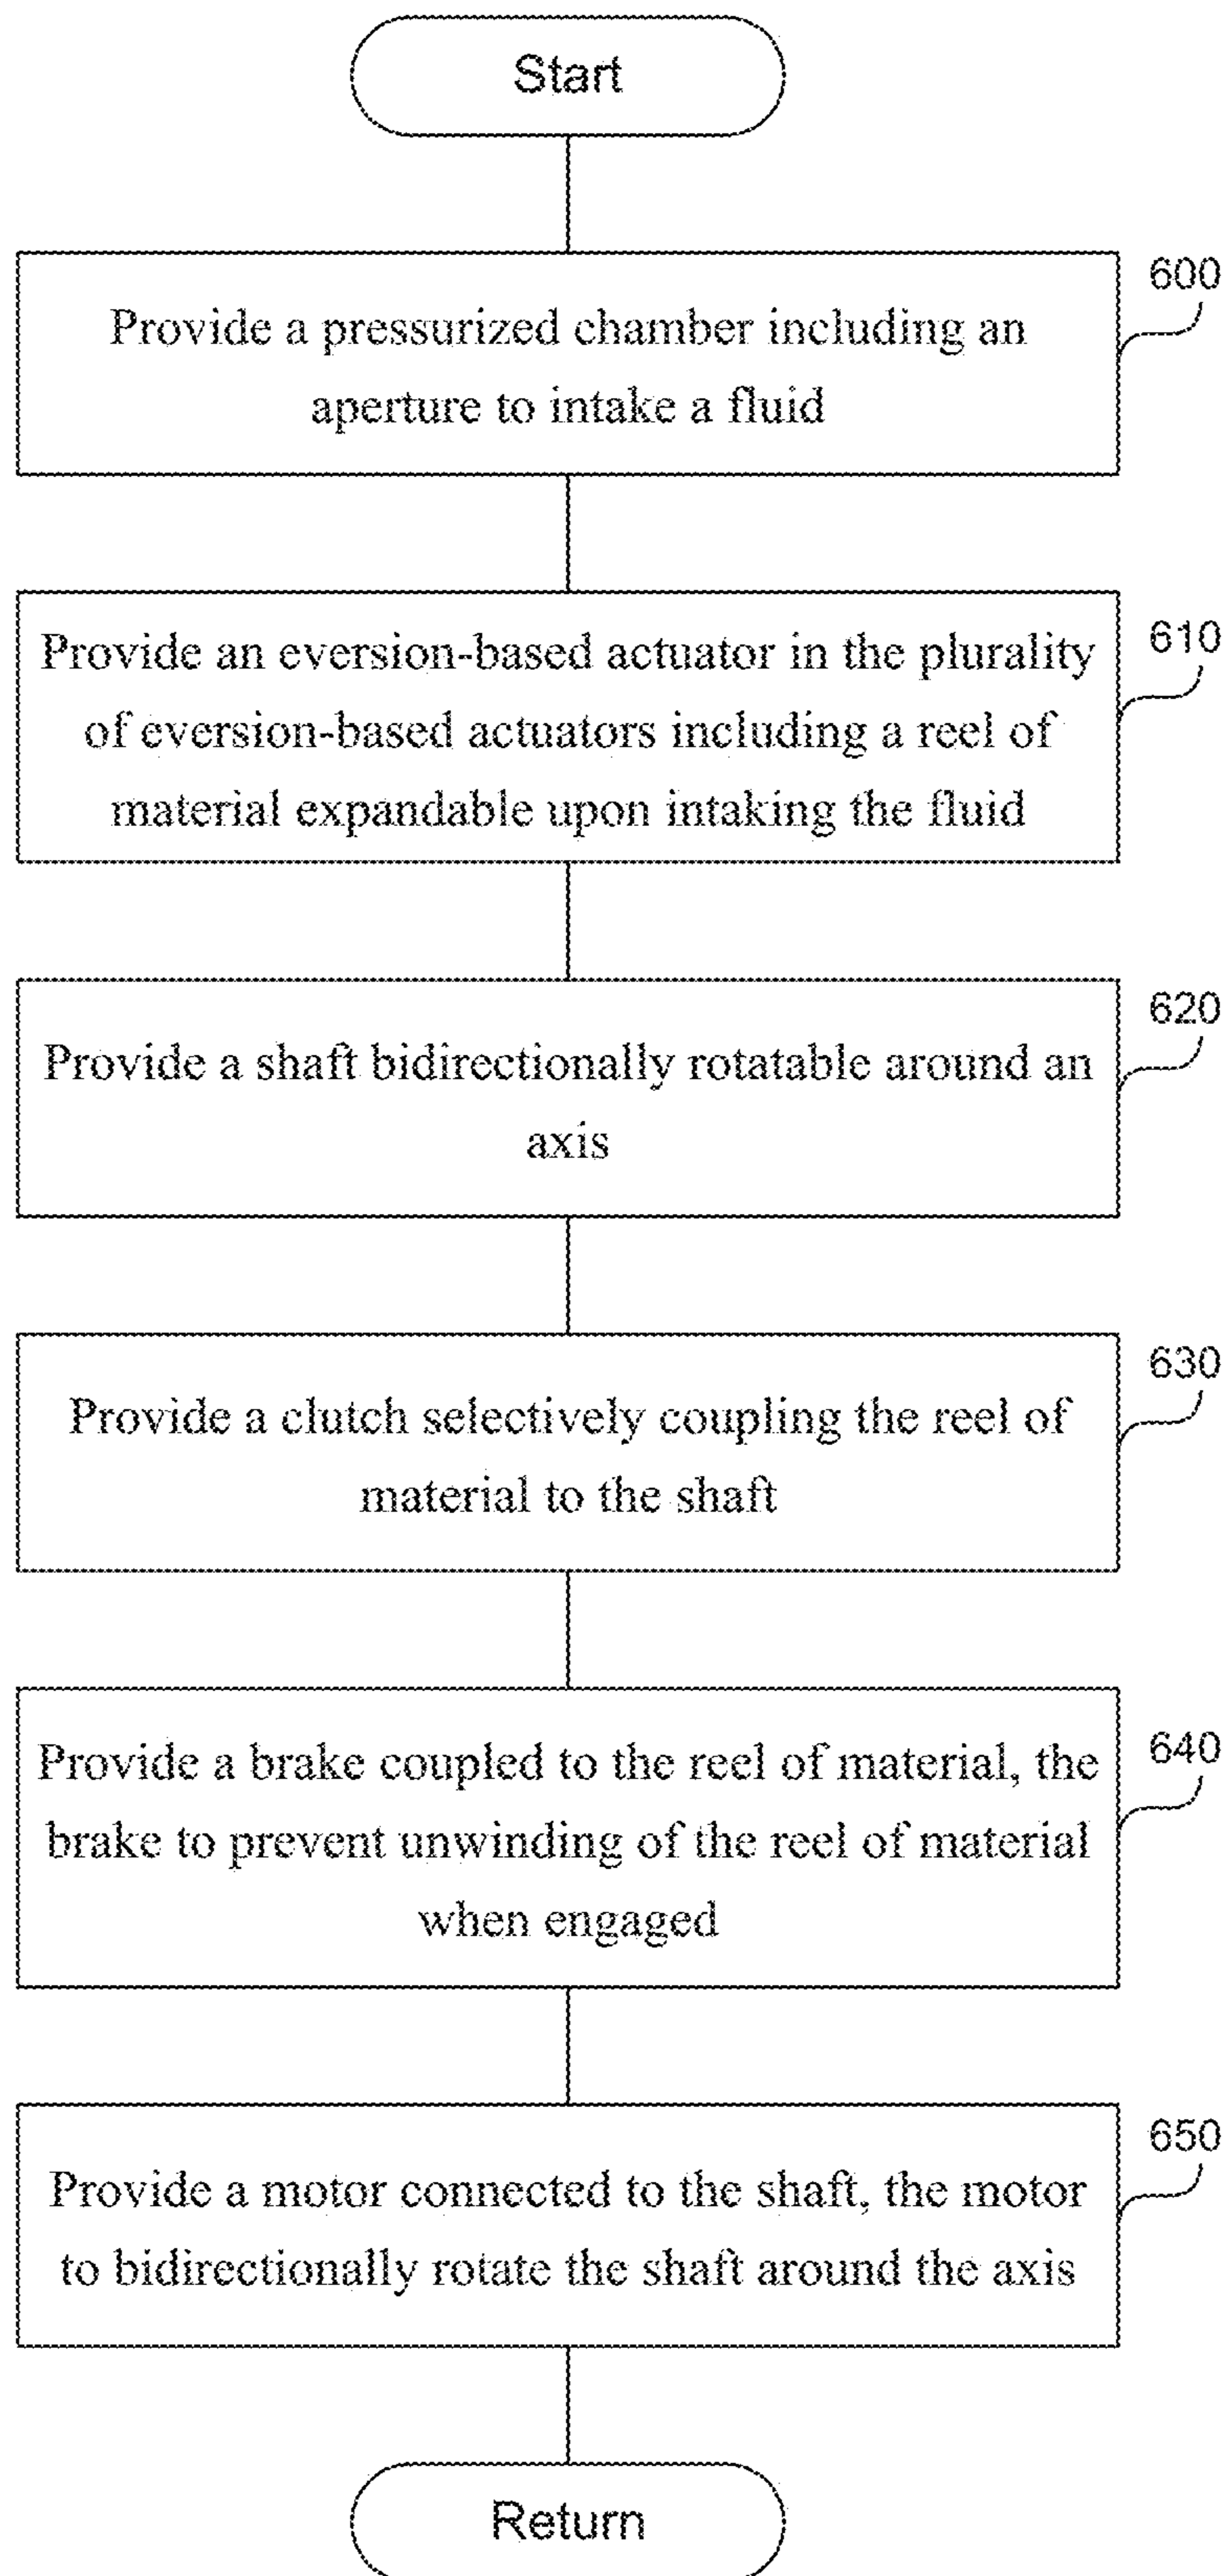 Start
600
Provide a pressurized chamber including an
aperture to intake a fluid
610
Provide an eversion-based actuator in the plurality
of eversion-based actuators including a reel of
material expandable upon intaking the fluid
620
Provide a shaft bidirectionally rotatable around an
axis
630
Provide a clutch selectively coupling the reel of
material to the shaft
640
Provide a brake coupled to the reel of material, the
brake to prevent unwinding of the reel of material
when engaged
650
Provide a motor connected to the shaft, the motor
to bidirectionally rotate the shaft around the axis
Return